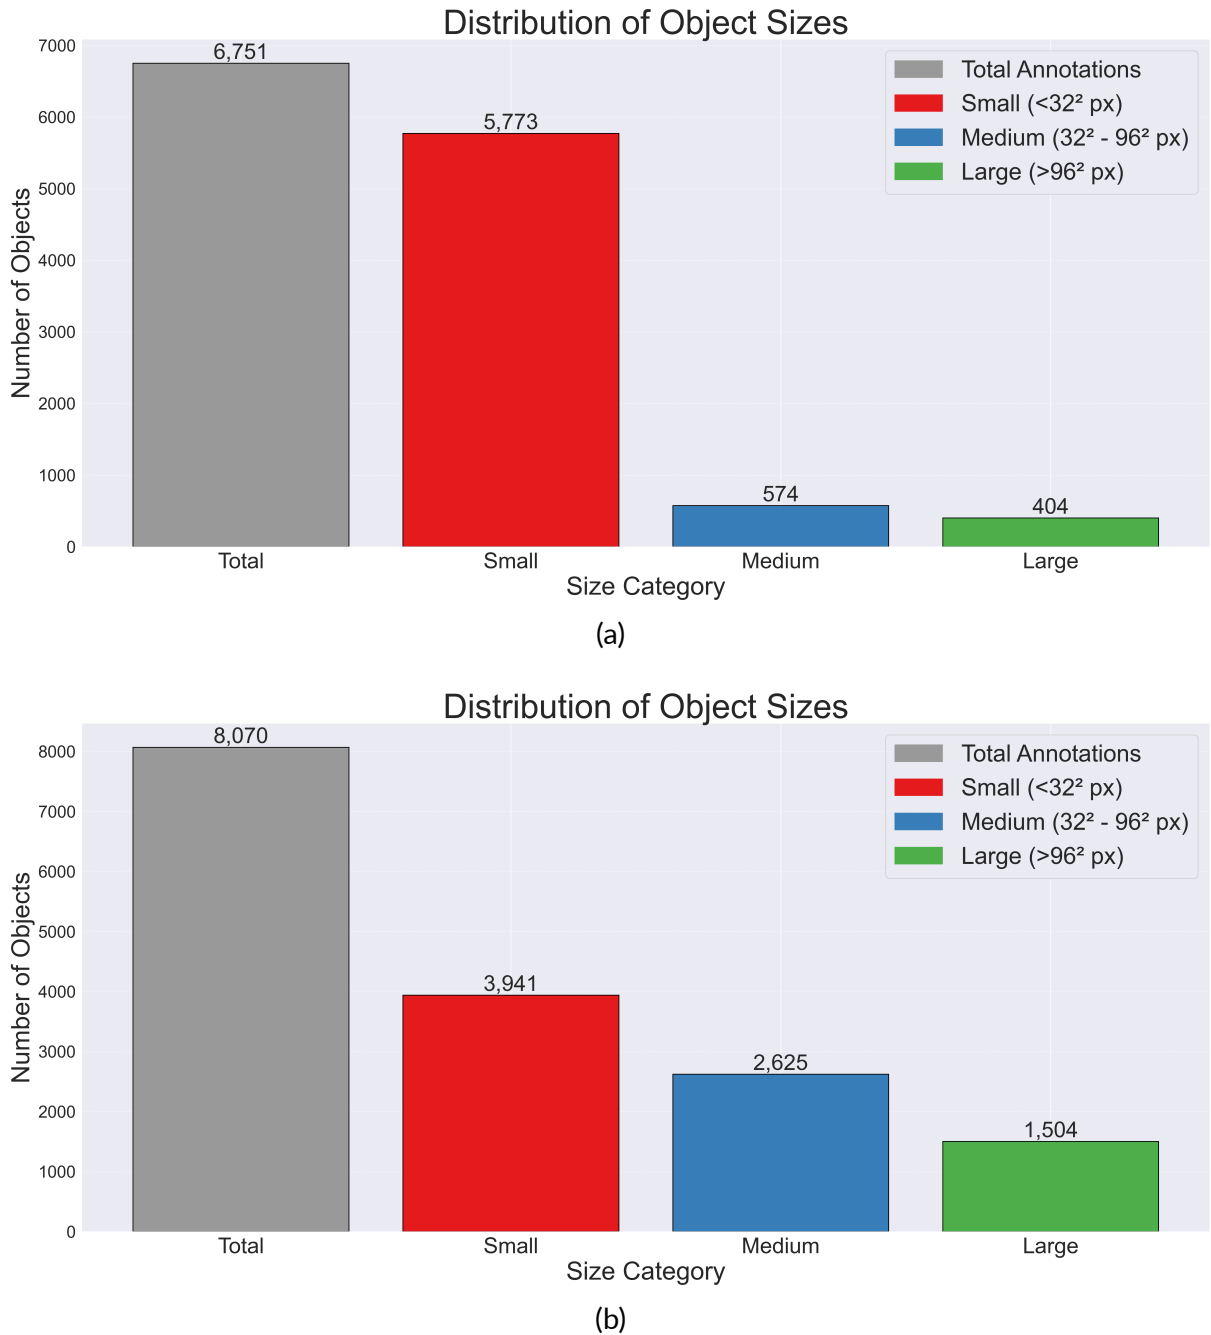 Distribution of Object Sizes
7000
6,751
Total Annotations
Small (<32² px)
Medium (32² - 96² px)
Large (>96² px)
6000
5,773
5000
4000
3000
2000
1000
574
404
0
Number of Objects
Total
Small
Medium
Large
Size Category
(a)
Distribution of Object Sizes
8,070
8000
Total Annotations
Small (<32² px)
Medium (32² - 96² px)
Large (>96² px)
7000
6000
5000
4000
3,941
3000
2,625
2000
1,504
1000
0
Number of Objects
Total
Small
Medium
Large
Size Category
(b)